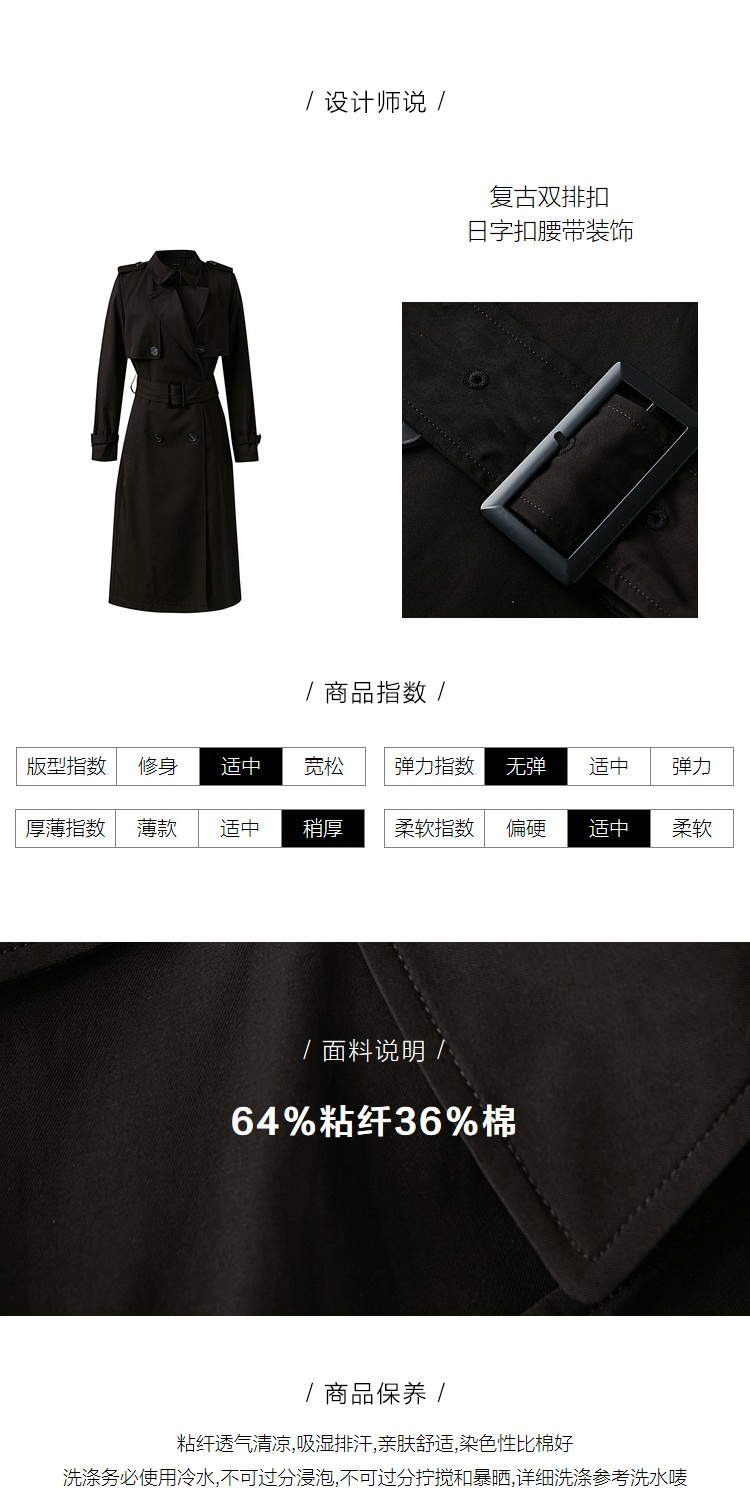 / 设计师说 /
复古双排扣
日字扣腰带装饰
/ 商品指数 /
版型指数 修身 适中 宽松
弹力指数 无弹 适中 弹力
厚薄指数 薄款 适中 稍厚
柔软指数 偏硬 适中 柔软
/ 面料说明 /
64%粘纤36%棉
/ 商品保养 /
粘纤透气清凉,吸湿排汗,亲肤舒适,染色性比棉好
洗涤务必使用冷水,不可过分浸泡,不可过分拧搅和暴晒,详细洗涤参考洗水唛